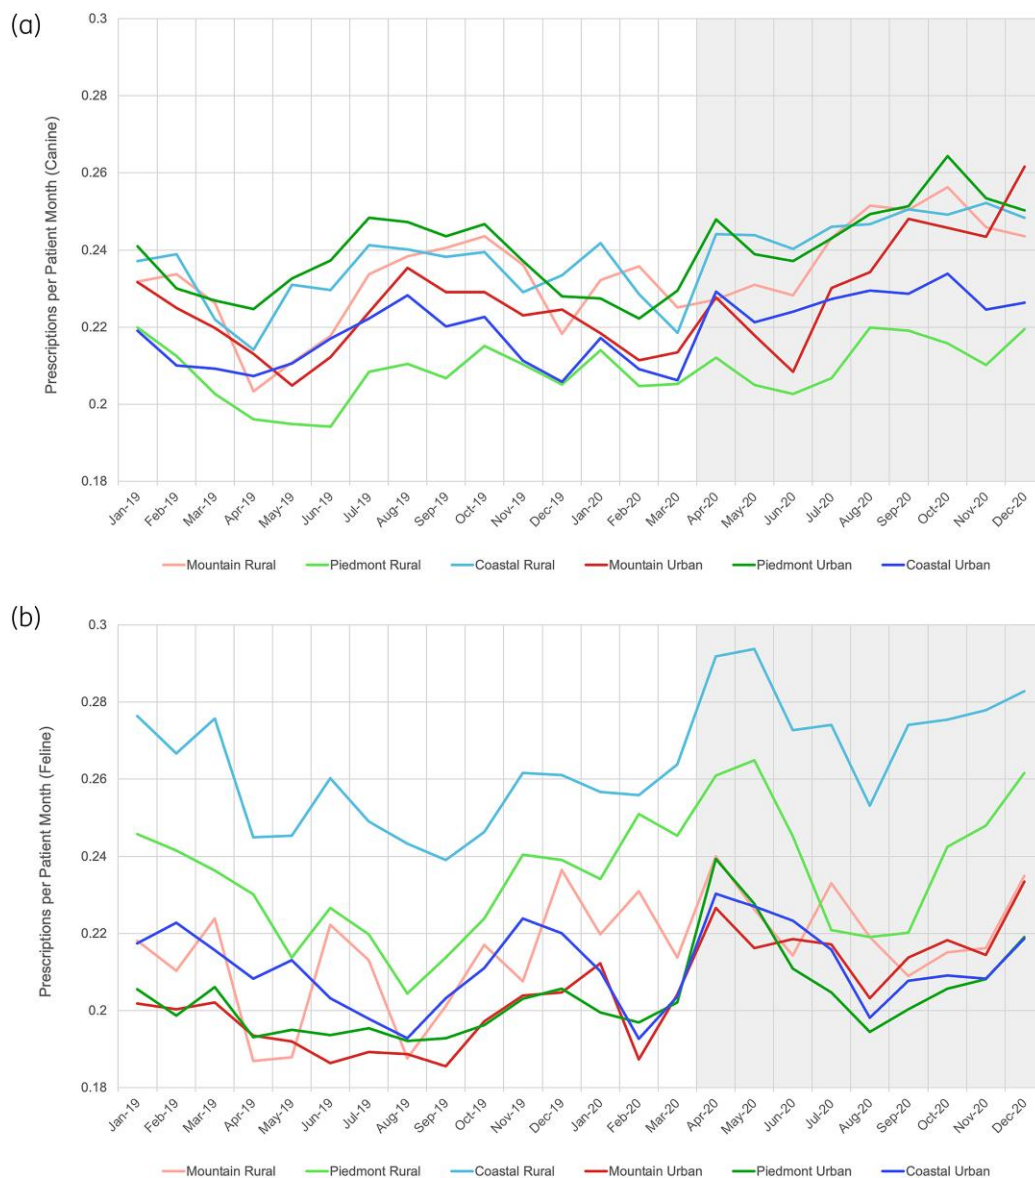 (a)
Prescriptions per Patient Month (Canine)
0.3
0.28
0.26
0.24
0.22
0.2
0.18
Jan-19 Feb-19 Mar-19 Apr-19 May-19 Jun-19 Jul-19 Aug-19 Sep-19 Oct-19 Nov-19 Dec-19 Jan-20 Feb-20 Mar-20 Apr-20 May-20 Jun-20 Jul-20 Aug-20 Sep-20 Oct-20 Nov-20 Dec-20
Mountain Rural Piedmont Rural Coastal Rural Mountain Urban Piedmont Urban Coastal Urban
(b)
Prescriptions per Patient Month (Feline)
0.3
0.28
0.26
0.24
0.22
0.2
0.18
Jan-19 Feb-19 Mar-19 Apr-19 May-19 Jun-19 Jul-19 Aug-19 Sep-19 Oct-19 Nov-19 Dec-19 Jan-20 Feb-20 Mar-20 Apr-20 May-20 Jun-20 Jul-20 Aug-20 Sep-20 Oct-20 Nov-20 Dec-20
Mountain Rural Piedmont Rural Coastal Rural Mountain Urban Piedmont Urban Coastal Urban